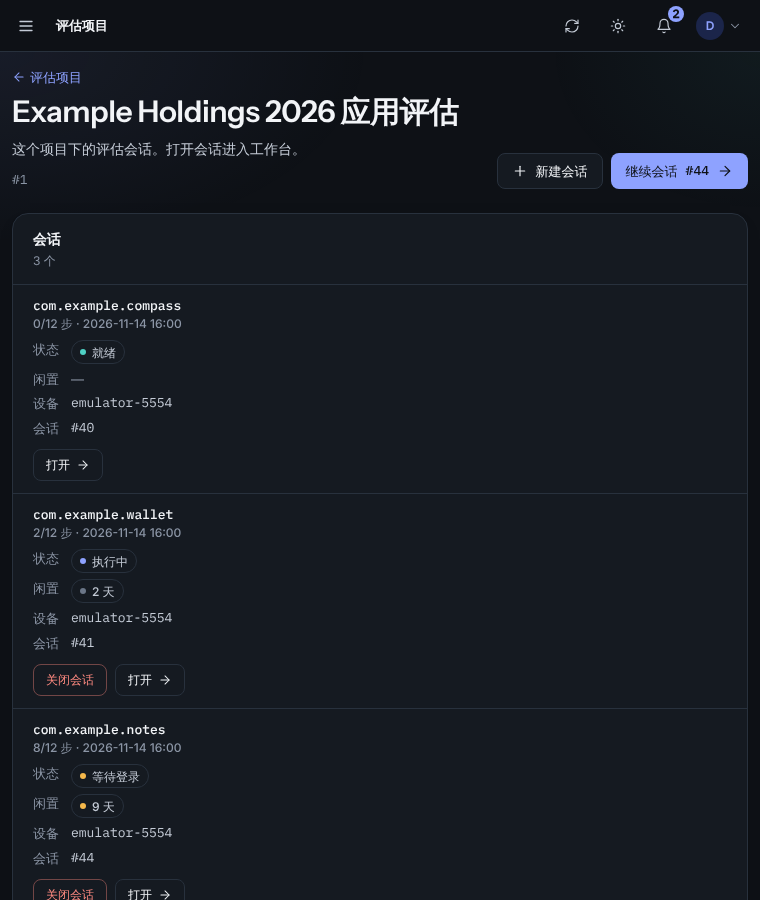 评估项目
2
D
评估项目
Example Holdings 2026 应用评估
这个项目下的评估会话。打开会话进入工作台。
#1
新建会话
继续会话 #44
会话
3 个
com.example.compass
0/12 步 · 2026-11-14 16:00
状态 就绪
闲置 —
设备 emulator-5554
会话 #40
打开
com.example.wallet
2/12 步 · 2026-11-14 16:00
状态 执行中
闲置 2 天
设备 emulator-5554
会话 #41
关闭会话 打开
com.example.notes
8/12 步 · 2026-11-14 16:00
状态 等待登录
闲置 9 天
设备 emulator-5554
会话 #44
关闭会话 打开